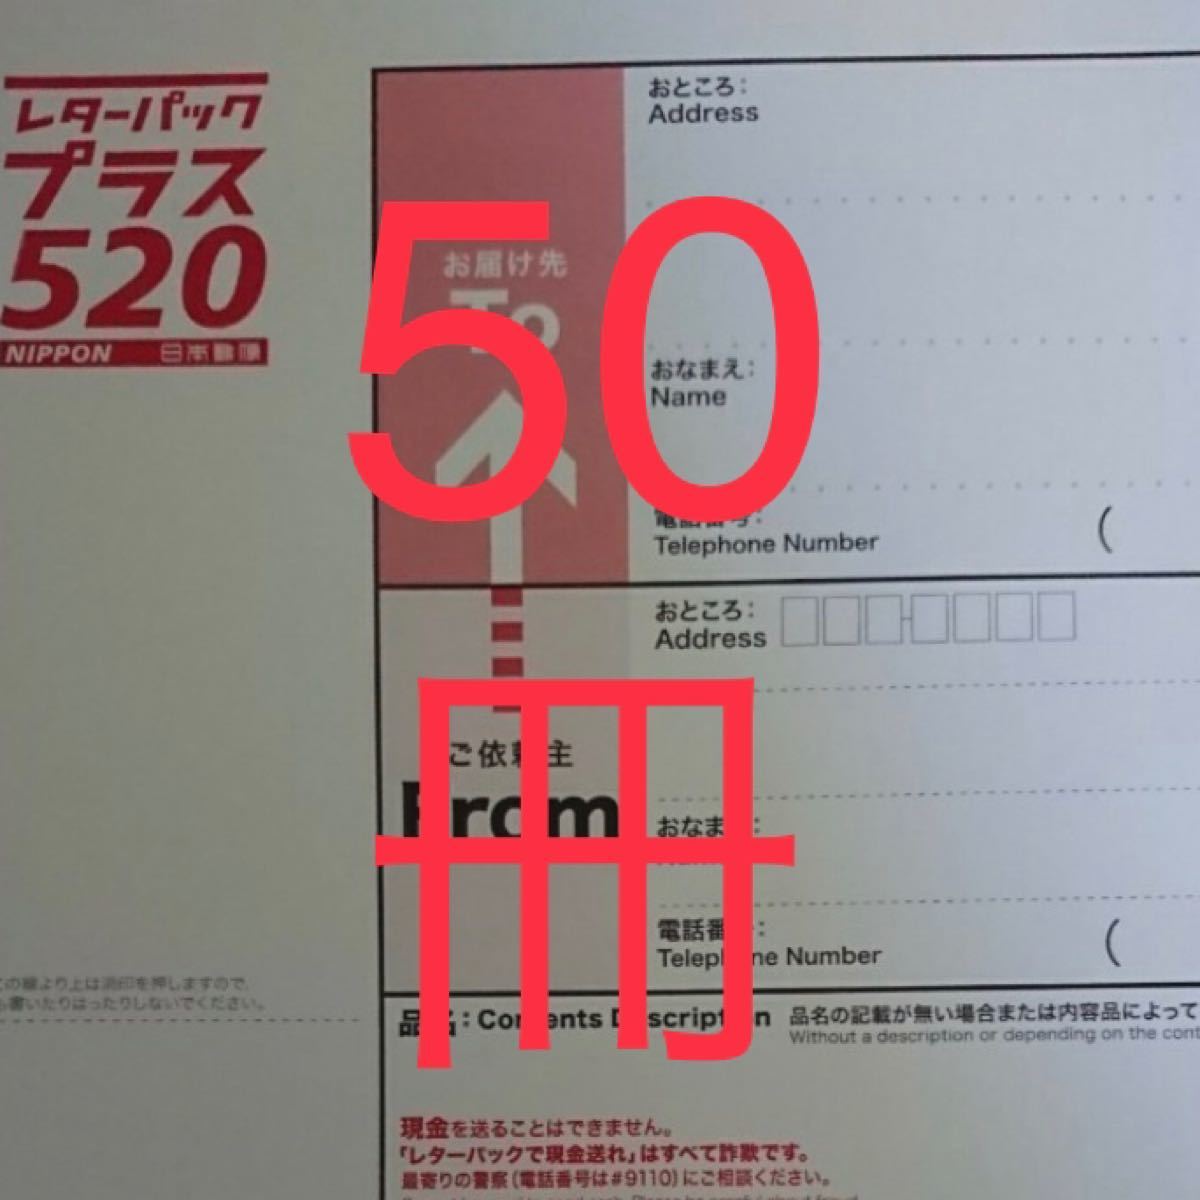 レターパック
プラス
520
NIPPON 日本郵便
お届け先
To
おところ:
Address
おなまえ:
Name
電話番号:
Telephone Number (
50
冊
ご依頼主
From
おところ:
Address
おなまえ:
電話番号:
Telephone Number (
この線より上は消印を押しますので、
も書いたりはったりしないでください。
品名:Contents Description 品名の記載が無い場合または内容品によって
Without a description or depending on the cont
現金を送ることはできません。
「レターパックで現金送れ」はすべて詐欺です。
最寄りの警察(電話番号は#9110)にご相談ください。